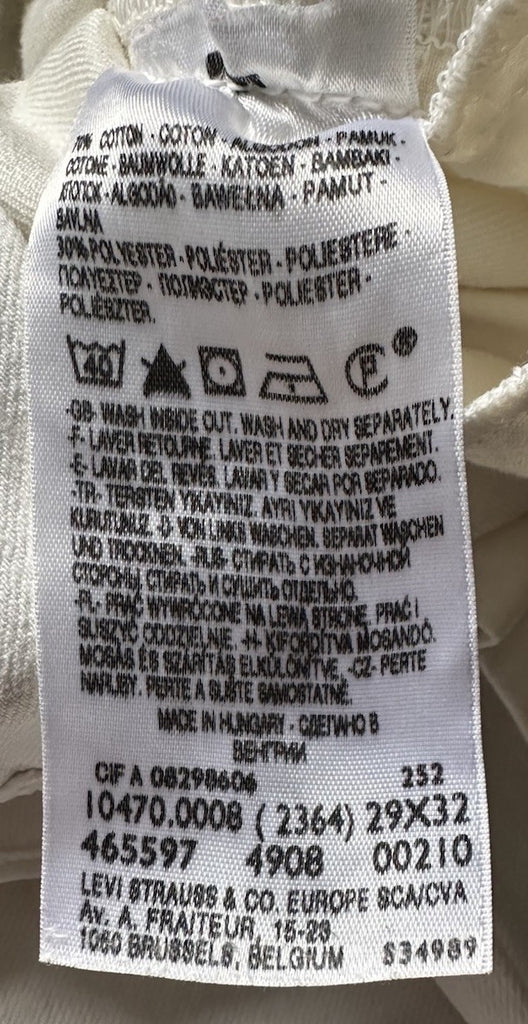 70% COTTON - COTON - ALGODON - PAMUK -
COTONE - BAUMWOLLE - KATOEN - BAMBAKI -
ΧΛΟΠΟΚ - ALGODÃO - BAWEŁNA - PAMUT -
BAVLNA
30% POLYESTER - POLIÉSTER - POLIESTERE -
ΠΟΛΥΕΣΤΕΡ - ПОЛИЭСТЕР - POLIESTER -
POLIÉSZTER.
40 P ®
-GB- WASH INSIDE OUT. WASH AND DRY SEPARATELY.
-F- LAVER RETOURNE. LAVER ET SECHER SEPAREMENT.
-E- LAVAR DEL REVÉS. LAVAR Y SECAR POR SEPARADO.
-TR- TERSTEN YIKAYINIZ. AYRI YIKAYINIZ VE
KURUTUNUZ. -D- VON LINKS WASCHEN. SEPARAT WASCHEN
UND TROCKNEN. -RUS- СТИРАТЬ С ИЗНАНОЧНОЙ
СТОРОНЫ. СТИРАТЬ И СУШИТЬ ОТДЕЛЬНО.
-PL- PRAĆ WYWRÓCONE NA LEWĄ STRONĘ. PRAĆ I
SUSZYĆ ODDZIELNIE. -H- KIFORDÍTVA MOSANDÓ.
MOSÁS ÉS SZÁRÍTÁS ELKÜLÖNÍTVE. -CZ- PERTE
NARUBY. PERTE A SUŠTE SAMOSTATNĚ.
MADE IN HUNGARY - СДЕЛАНО В
ВЕНГРИИ
CIF A 08298606 252
10470.0008 (2364) 29X32
465597 4908 00210
LEVI STRAUSS & CO. EUROPE SCA/CVA
Av. A. FRAITEUR, 15-23
1050 BRUSSELS, BELGIUM S34989